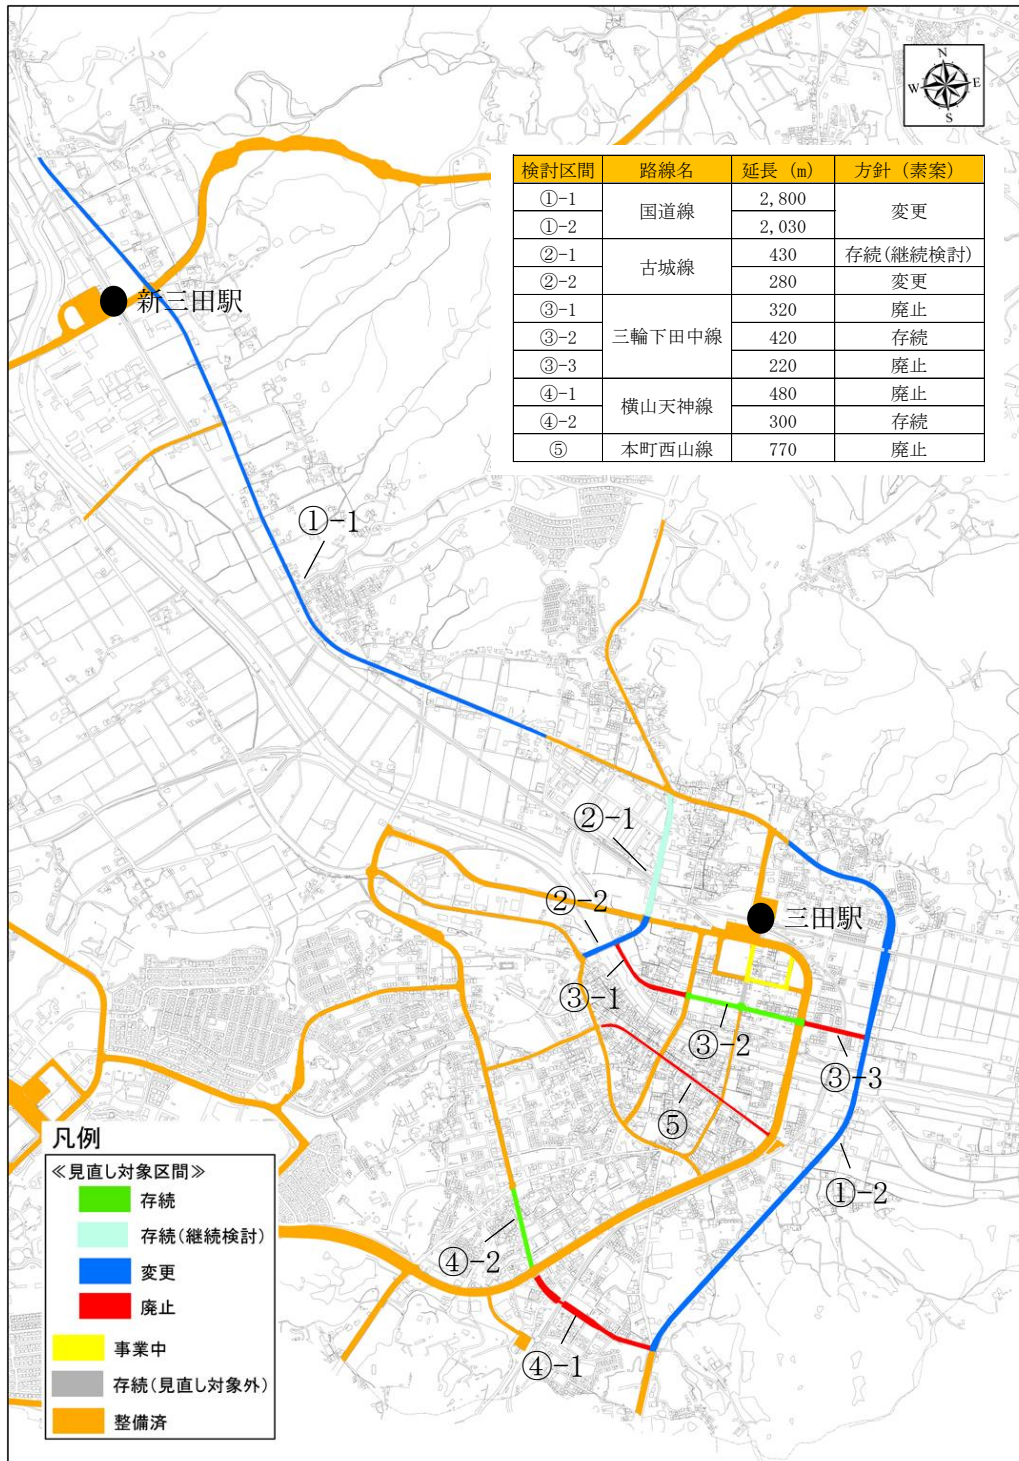 N
W E
S
検討区間 路線名 延長 (m) 方針 (素案)
①-1 国道線 2,800 変更
①-2 2,030
②-1 古城線 430 存続(継続検討)
②-2 280 変更
③-1 三輪下田中線 320 廃止
③-2 420 存続
③-3 220 廃止
④-1 横山天神線 480 廃止
④-2 300 存続
⑤ 本町西山線 770 廃止
新三田駅
①-1
②-1
②-2
三田駅
③-1
③-2
③-3
⑤
①-2
④-2
④-1
凡例
≪見直し対象区間≫
存続
存続(継続検討)
変更
廃止
事業中
存続(見直し対象外)
整備済